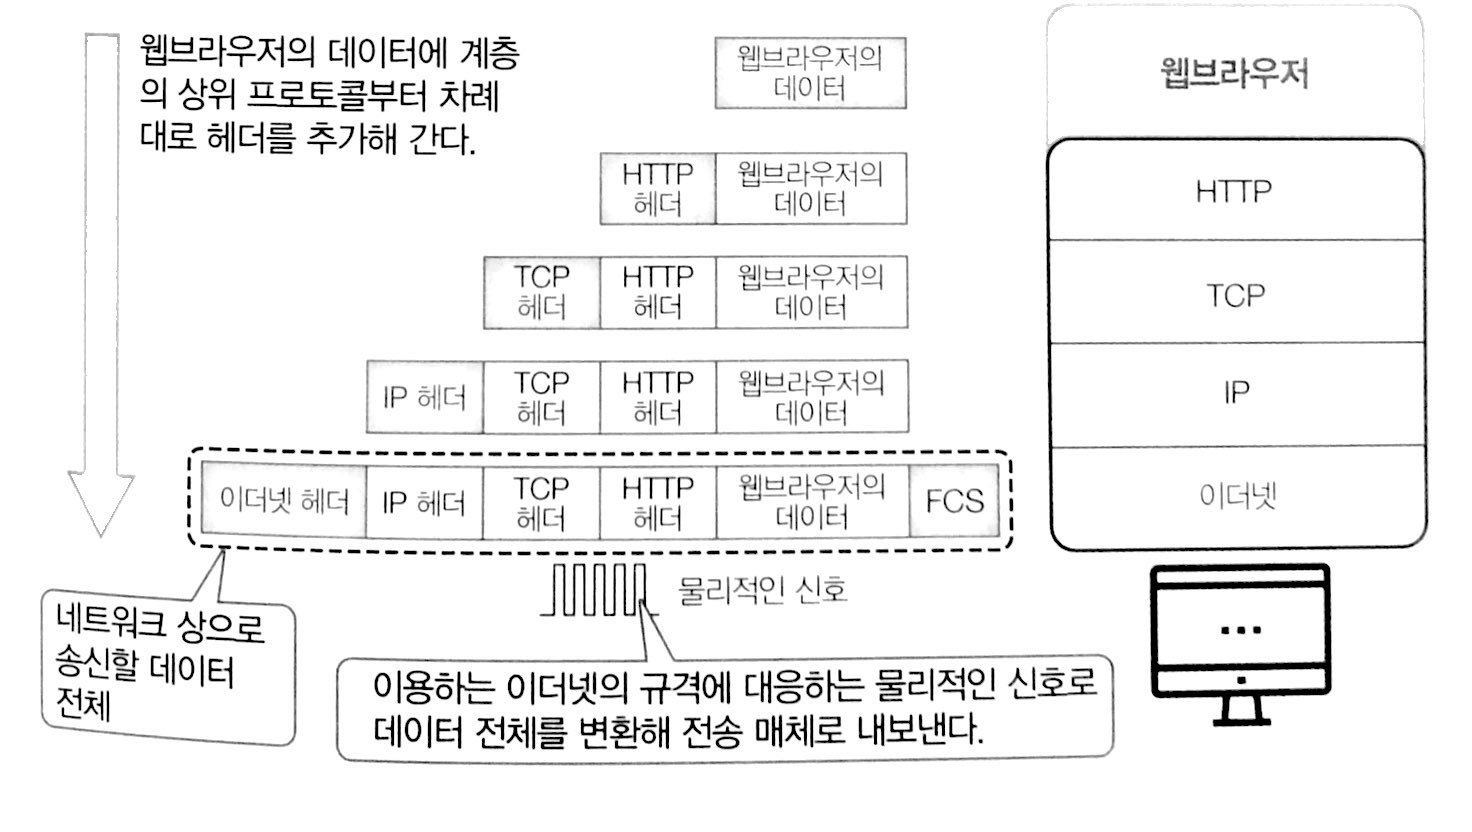 웹브라우저의 데이터에 계층
의 상위 프로토콜부터 차례
대로 헤더를 추가해 간다.
웹브라우저의
데이터
웹브라우저
HTTP
헤더
웹브라우저의
데이터
HTTP
TCP
헤더
HTTP
헤더
웹브라우저의
데이터
TCP
IP 헤더
TCP
헤더
HTTP
헤더
웹브라우저의
데이터
IP
이더넷 헤더
IP 헤더
TCP
헤더
HTTP
헤더
웹브라우저의
데이터
FCS
이더넷
물리적인 신호
네트워크 상으로
송신할 데이터
전체
이용하는 이더넷의 규격에 대응하는 물리적인 신호로
데이터 전체를 변환해 전송 매체로 내보낸다.